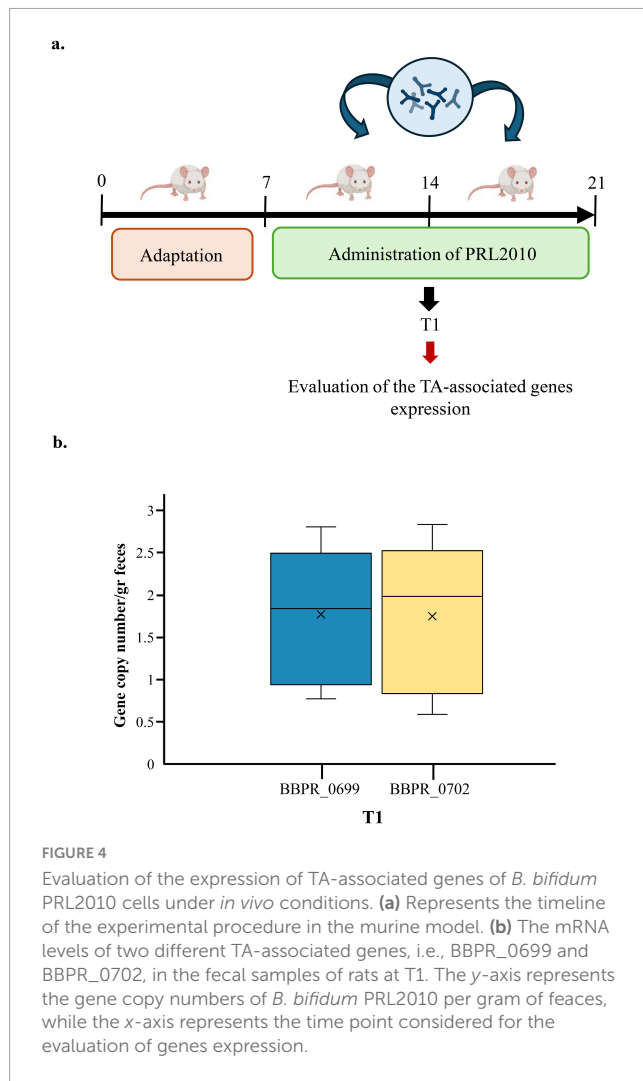 a.
0 7 14 21
Adaptation Administration of PRL2010
T1
Evaluation of the TA-associated genes
expression
b.
Gene copy number/gr feces
3
2.5
2
1.5
1
0.5
0
BBPR_0699 BBPR_0702
T1
FIGURE 4
Evaluation of the expression of TA-associated genes of B. bifidum
PRL2010 cells under in vivo conditions. (a) Represents the timeline
of the experimental procedure in the murine model. (b) The mRNA
levels of two different TA-associated genes, i.e., BBPR_0699 and
BBPR_0702, in the fecal samples of rats at T1. The y-axis represents
the gene copy numbers of B. bifidum PRL2010 per gram of feaces,
while the x-axis represents the time point considered for the
evaluation of genes expression.